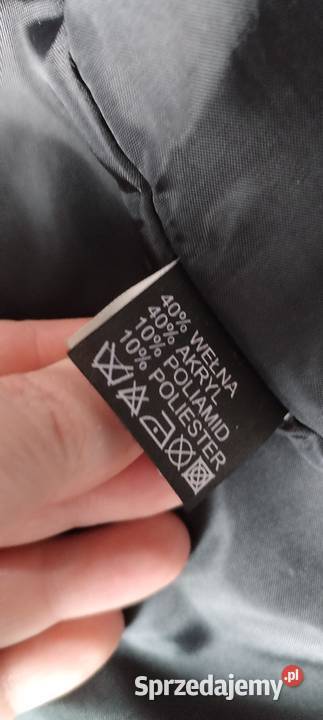 40% WEŁNA
40% AKRYL
10% POLIAMID
10% POLIESTER
Sprzedajemy.pl